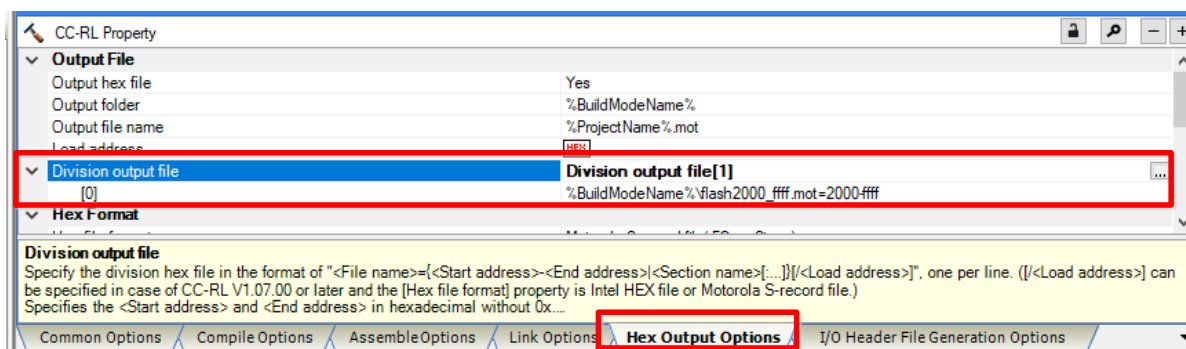 CC-RL Property
Output File
Output hex file Yes
Output folder %BuildModeName%
Output file name %ProjectName%.mot
Load address HEX
Division output file Division output file[1] ...
[0] %BuildModeName%\flash2000_ffff.mot=2000-ffff
Hex Format
Division output file
Specify the division hex file in the format of "<File name>={<Start address>-<End address>|<Section name>[:...]}[/<Load address>]", one per line. ([/<Load address>] can
be specified in case of CC-RL V1.07.00 or later and the [Hex file format] property is Intel HEX file or Motorola S-record file.)
Specifies the <Start address> and <End address> in hexadecimal without 0x....
Common Options Compile Options Assemble Options Link Options Hex Output Options I/O Header File Generation Options